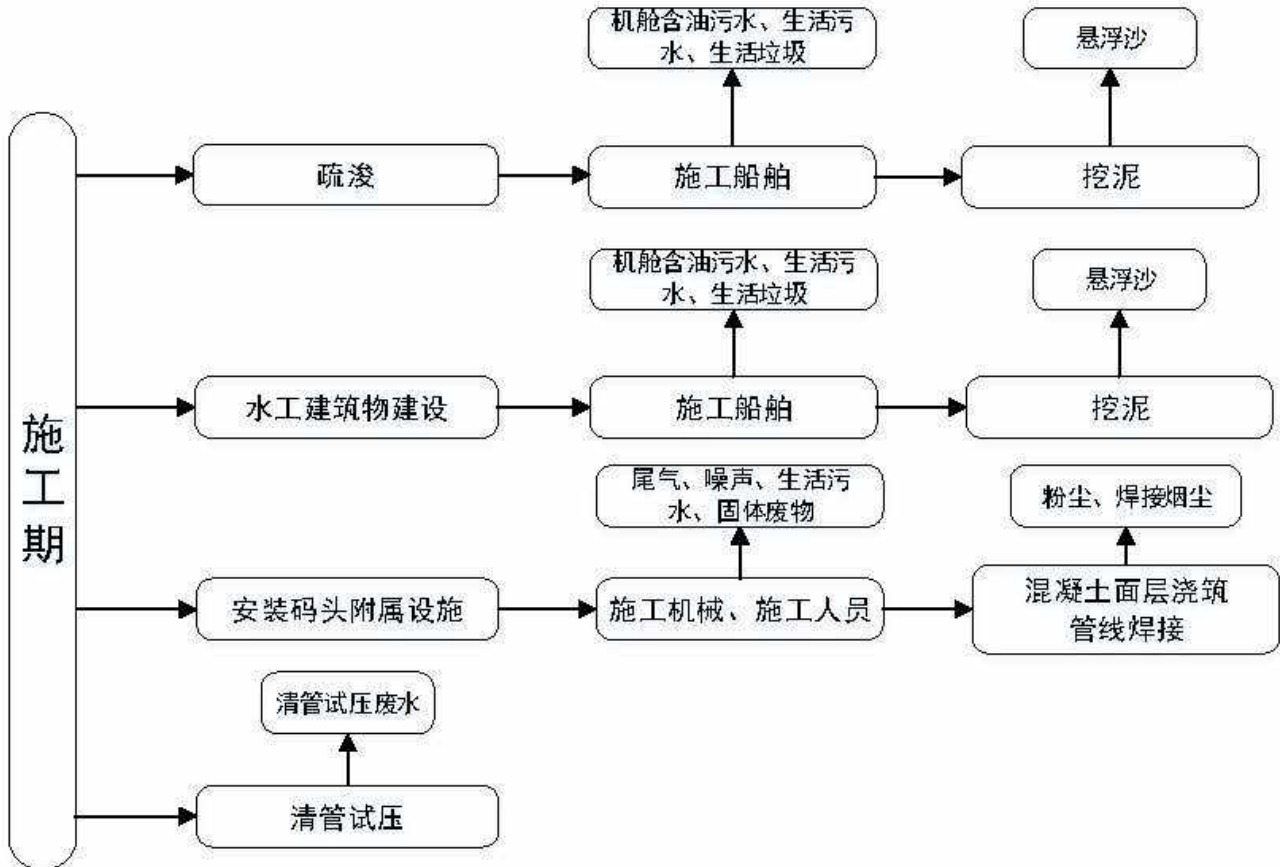 机舱含油污水、生活污
水、生活垃圾
悬浮沙
疏浚
施工船舶
挖泥
机舱含油污水、生活污
水、生活垃圾
悬浮沙
水工建筑物建设
施工船舶
挖泥
施
工
期
尾气、噪声、生活污
水、固体废物
粉尘、焊接烟尘
安装码头附属设施
施工机械、施工人员
混凝土面层浇筑
管线焊接
清管试压废水
清管试压